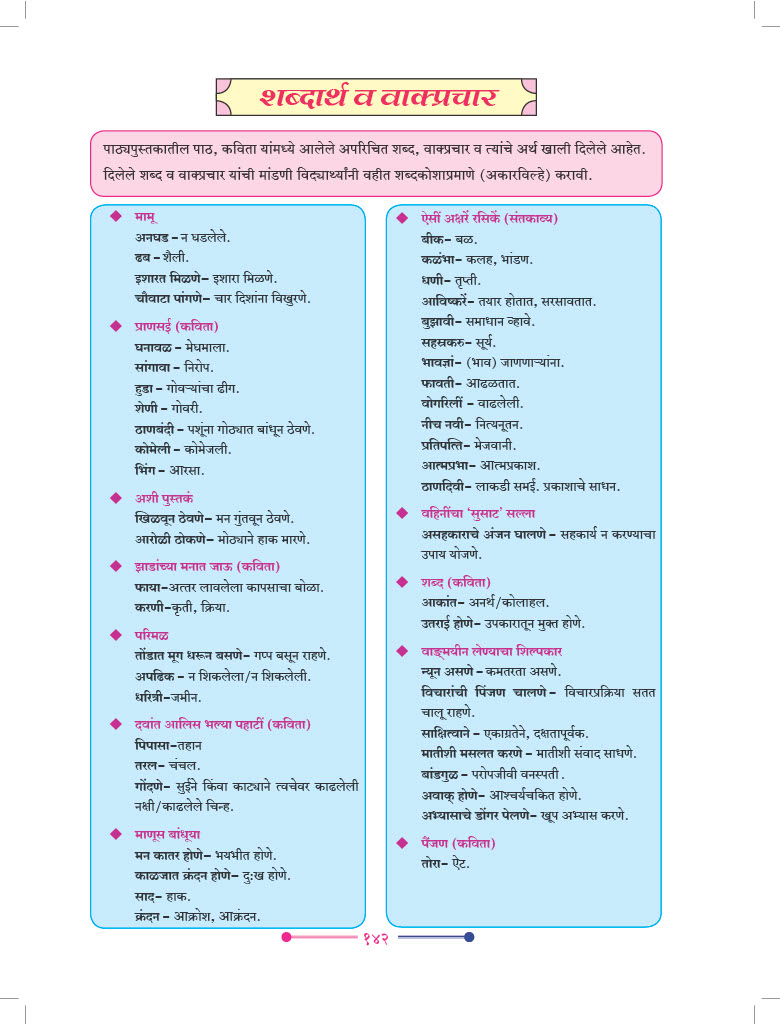 शब्दार्थ व वाक्प्रचार
पाठ्यपुस्तकातील पाठ, कविता यांमध्ये आलेले अपरिचित शब्द, वाक्प्रचार व त्यांचे अर्थ खाली दिलेले आहेत.
दिलेले शब्द व वाक्प्रचार यांची मांडणी विद्यार्थ्यांनी वहीत शब्दकोशाप्रमाणे (अकारविल्हे) करावी.
◆ मामू
अनघड – न घडलेले.
ढब – शैली.
इशारत मिळणे– इशारा मिळणे.
चौवाटा पांगणे– चार दिशांना विखुरणे.
◆ प्राणसई (कविता)
घनावळ – मेघमाला.
सांगावा – निरोप.
हुडा – गोवऱ्यांचा ढीग.
शेणी – गोवरी.
ठाणबंदी – पशूंना गोठ्यात बांधून ठेवणे.
कोमेली – कोमेजली.
भिंग – आरसा.
◆ अशी पुस्तकं
खिळवून ठेवणे– मन गुंतवून ठेवणे.
आरोळी ठोकणे– मोठ्याने हाक मारणे.
◆ झाडांच्या मनात जाऊ (कविता)
फाया–अत्तर लावलेला कापसाचा बोळा.
करणी–कृती, क्रिया.
◆ परिमळ
तोंडात मूग धरून बसणे– गप्प बसून राहणे.
अपढिक – न शिकलेला/न शिकलेली.
धरित्री–जमीन.
◆ दवांत आलिस भल्या पहाटीं (कविता)
पिपासा–तहान
तरल– चंचल.
गोंदणे– सुईने किंवा काट्याने त्वचेवर काढलेली
नक्षी/काढलेले चिन्ह.
◆ माणूस बांधूया
मन कातर होणे– भयभीत होणे.
काळजात क्रंदन होणे– दुःख होणे.
साद– हाक.
क्रंदन – आक्रोश, आक्रंदन.
◆ ऐसीं अक्षरें रसिकें (संतकाव्य)
बीक– बळ.
कळंभा– कलह, भांडण.
धणी– तृप्ती.
आविष्करें– तयार होतात, सरसावतात.
बुझावी– समाधान व्हावे.
सहस्रकरु– सूर्य.
भावज्ञां– (भाव) जाणणाऱ्यांना.
फावती– आढळतात.
वोगरिलीं – वाढलेली.
नीच नवी– नित्यनूतन.
प्रतिपत्ति– मेजवानी.
आत्मप्रभा– आत्मप्रकाश.
ठाणदिवी– लाकडी समई. प्रकाशाचे साधन.
◆ वहिनींचा ‘सुसाट’ सल्ला
असहकाराचे अंजन घालणे – सहकार्य न करण्याचा
उपाय योजणे.
◆ शब्द (कविता)
आकांत– अनर्थ/कोलाहल.
उतराई होणे– उपकारातून मुक्त होणे.
◆ वाङ्‌मयीन लेण्याचा शिल्पकार
न्यून असणे – कमतरता असणे.
विचारांची पिंजण चालणे – विचारप्रक्रिया सतत
चालू राहणे.
साक्षित्वाने – एकाग्रतेने, दक्षतापूर्वक.
मातीशी मसलत करणे – मातीशी संवाद साधणे.
बांडगुळ – परोपजीवी वनस्पती .
अवाक् होणे– आश्चर्यचकित होणे.
अभ्यासाचे डोंगर पेलणे– खूप अभ्यास करणे.
◆ पैंजण (कविता)
तोरा– ऐट.
१४२